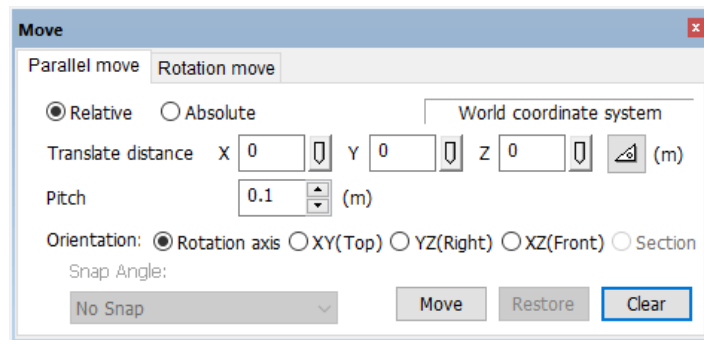 Move
Parallel move Rotation move
Relative Absolute World coordinate system
Translate distance X 0 Y 0 Z 0 (m)
Pitch 0.1 (m)
Orientation: Rotation axis XY(Top) YZ(Right) XZ(Front) Section
Snap Angle:
No Snap Move Restore Clear